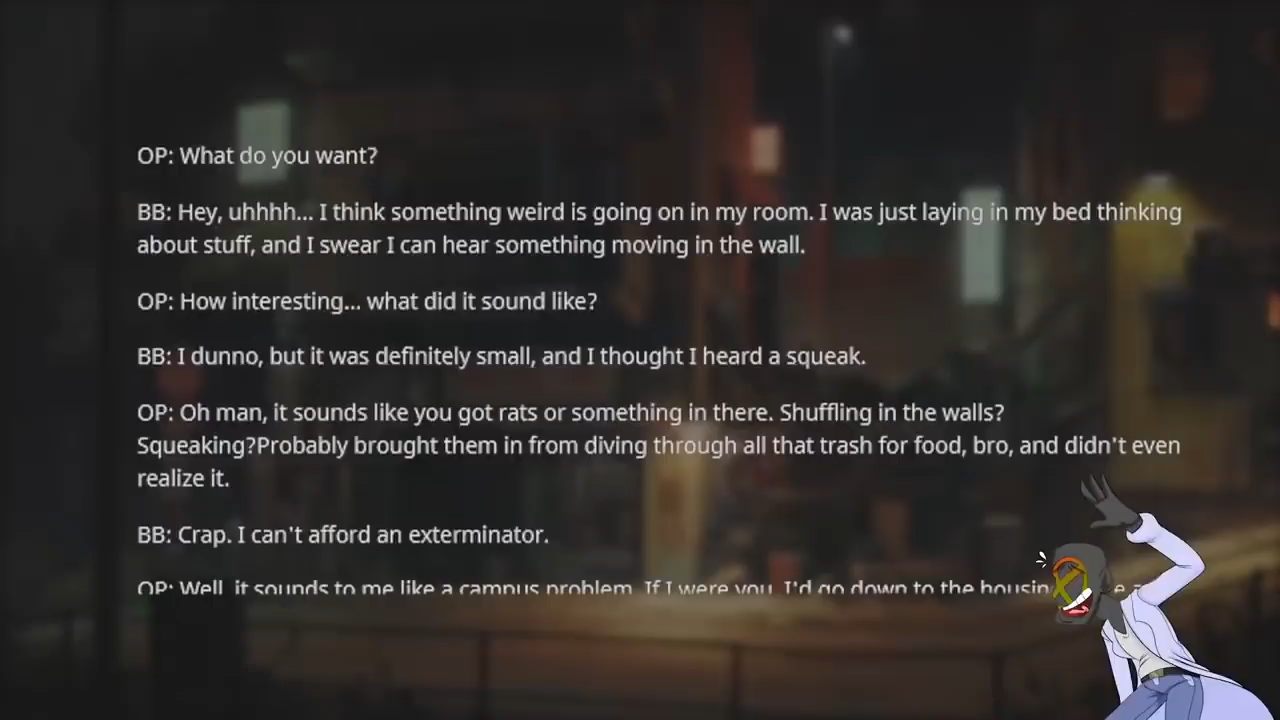 OP: What do you want?
BB: Hey, uhhhh... I think something weird is going on in my room. I was just laying in my bed thinking
about stuff, and I swear I can hear something moving in the wall.
OP: How interesting... what did it sound like?
BB: I dunno, but it was definitely small, and I thought I heard a squeak.
OP: Oh man, it sounds like you got rats or something in there. Shuffling in the walls?
Squeaking?Probably brought them in from diving through all that trash for food, bro, and didn't even
realize it.
BB: Crap. I can't afford an exterminator.
OP: Well, it sounds to me like a campus problem. If I were you, I'd go down to the